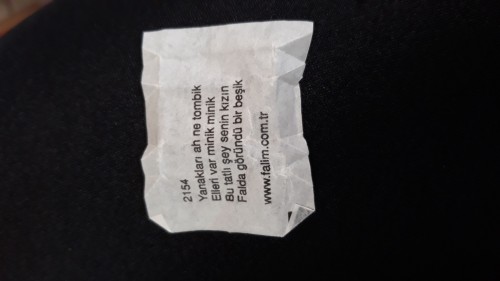 2154
Yanakları ah ne tombik
Elleri var minik minik
Bu tatlı şey senin kızın
Falda göründü bir beşik
www.falim.com.tr